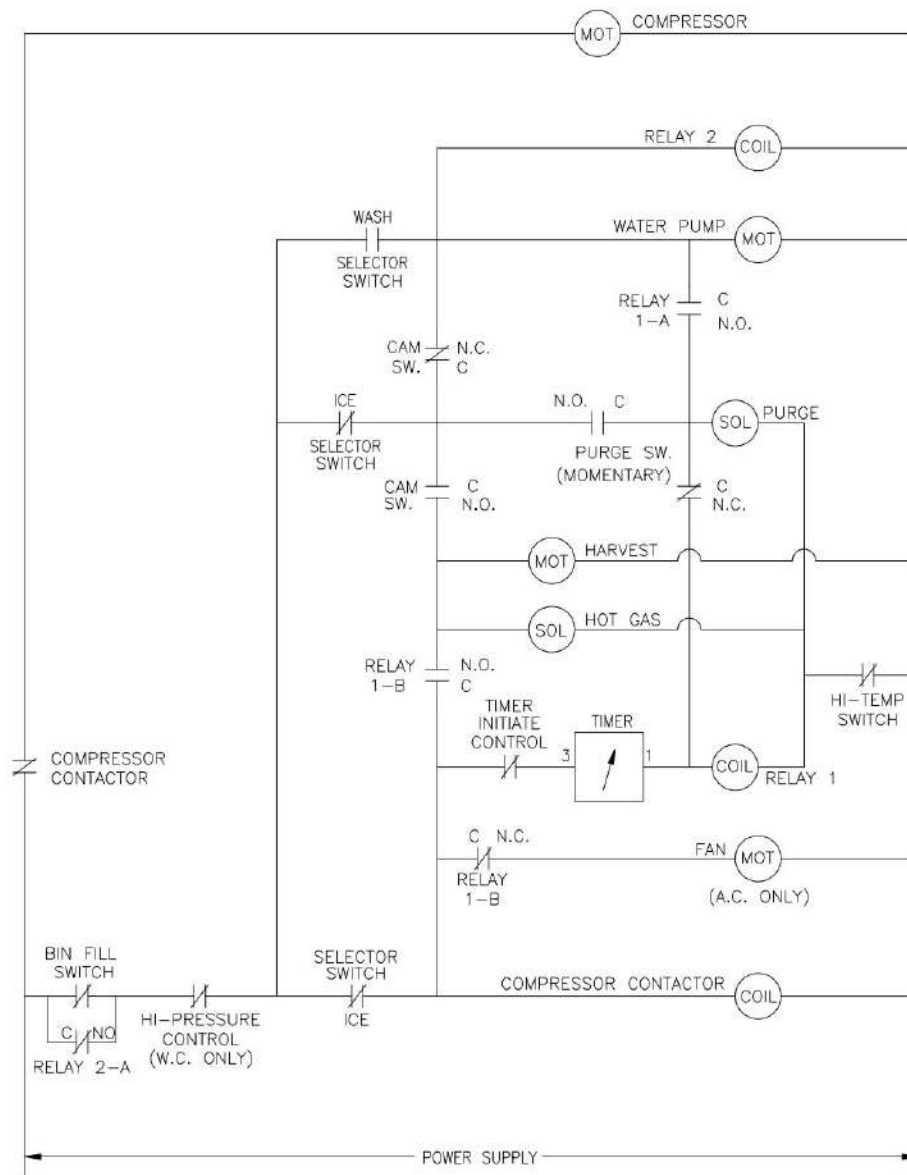 MOT
COMPRESSOR
RELAY 2
COIL
WASH
SELECTOR
SWITCH
WATER PUMP
MOT
RELAY
1-A
C
N.O.
CAM
SW.
N.C.
C
ICE
SELECTOR
SWITCH
N.O.
C
PURGE SW.
(MOMENTARY)
SOL
PURGE
CAM
SW.
C
N.O.
C
N.C.
MOT
HARVEST
SOL
HOT GAS
RELAY
1-B
N.O.
C
HI-TEMP
SWITCH
TIMER
INITIATE
CONTROL
TIMER
3
1
COIL
RELAY 1
COMPRESSOR
CONTACTOR
C N.C.
RELAY
1-B
FAN
MOT
(A.C. ONLY)
BIN FILL
SWITCH
C NO
RELAY 2-A
HI-PRESSURE
CONTROL
(W.C. ONLY)
SELECTOR
SWITCH
ICE
COMPRESSOR CONTACTOR
COIL
POWER SUPPLY